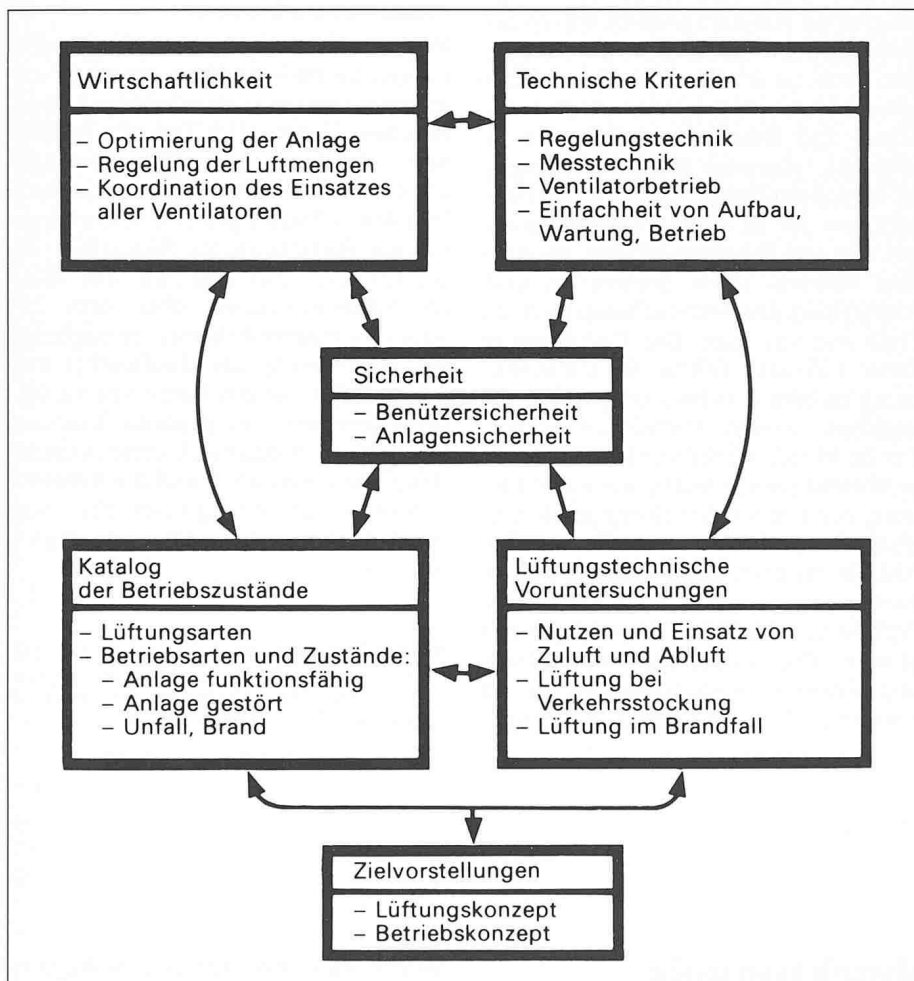 Wirtschaftlichkeit
– Optimierung der Anlage
– Regelung der Luftmengen
– Koordination des Einsatzes
aller Ventilatoren
Technische Kriterien
– Regelungstechnik
– Messtechnik
– Ventilatorbetrieb
– Einfachheit von Aufbau,
Wartung, Betrieb
Sicherheit
– Benützersicherheit
– Anlagensicherheit
Katalog
der Betriebszustände
– Lüftungsarten
– Betriebsarten und Zustände:
– Anlage funktionsfähig
– Anlage gestört
– Unfall, Brand
Lüftungstechnische
Voruntersuchungen
– Nutzen und Einsatz von
Zuluft und Abluft
– Lüftung bei
Verkehrsstockung
– Lüftung im Brandfall
Zielvorstellungen
– Lüftungskonzept
– Betriebskonzept